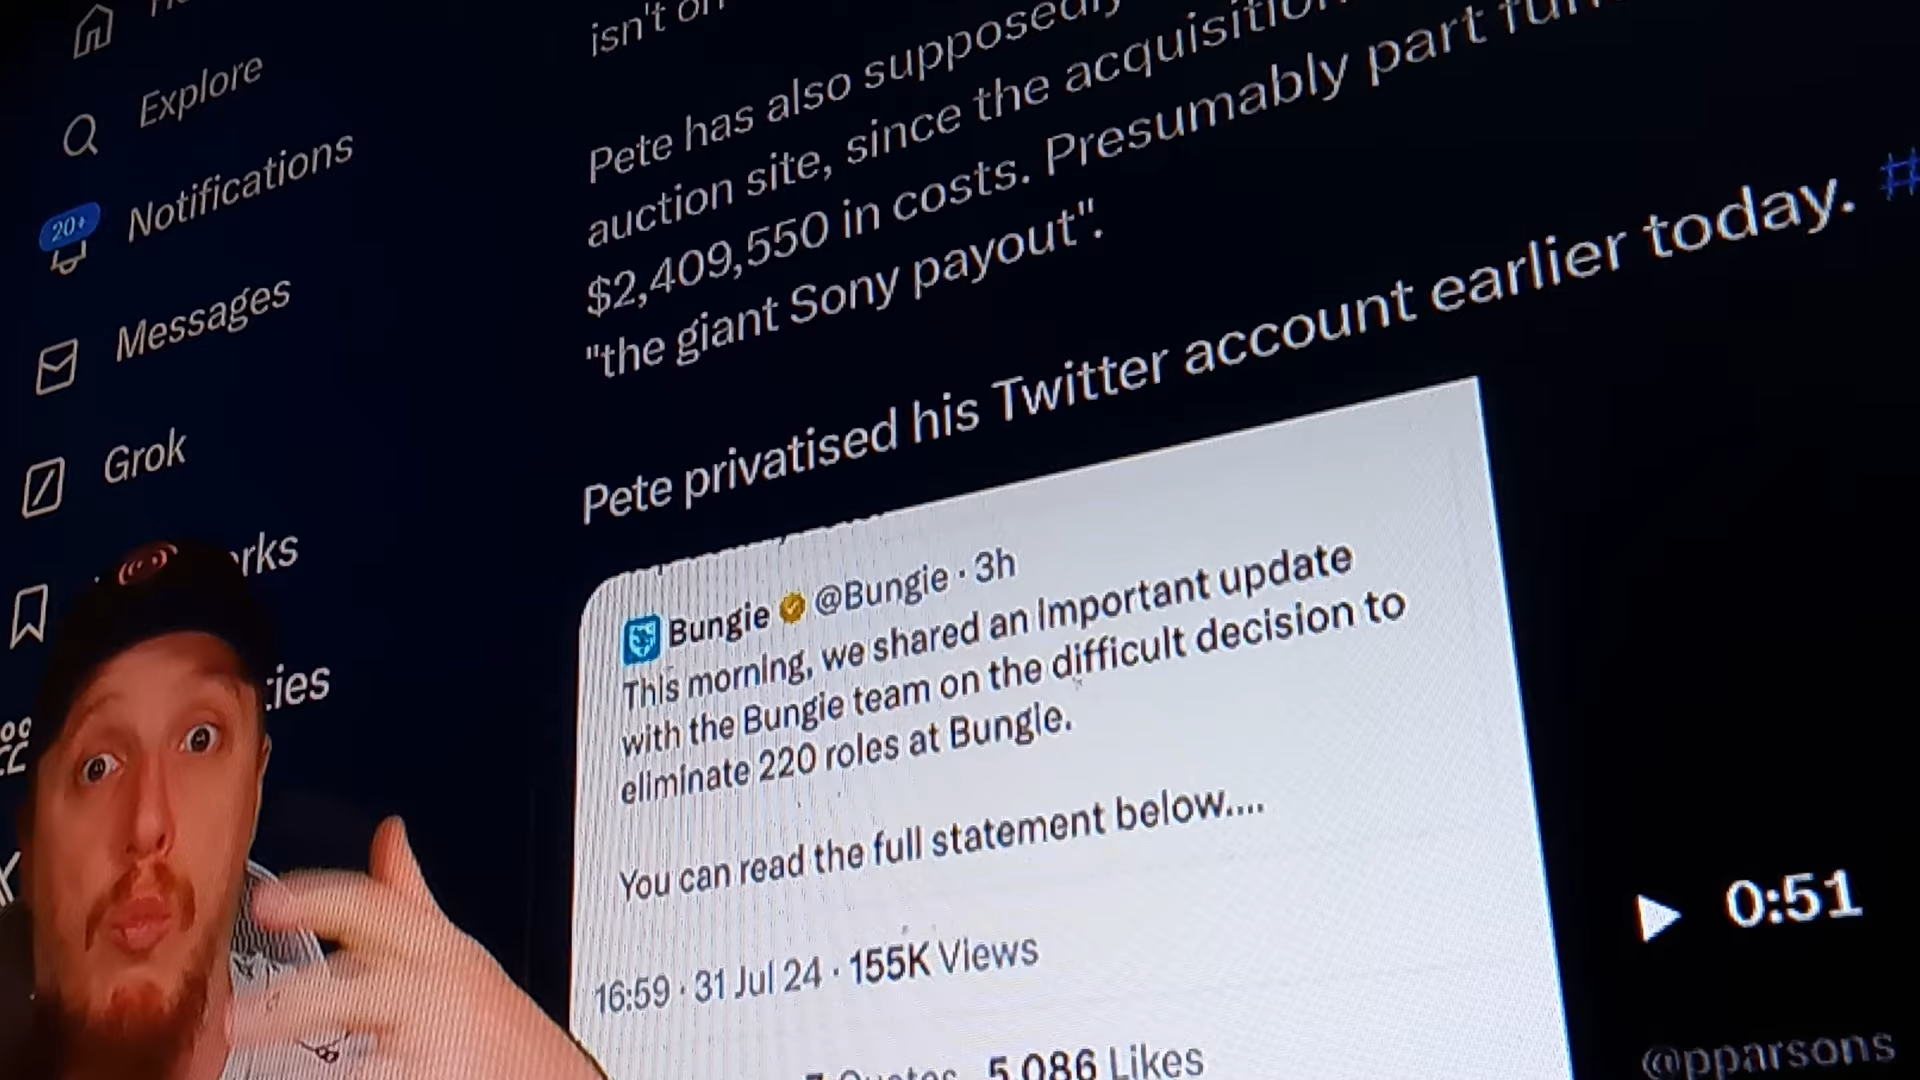 Explore
Notifications
20+
Messages
Grok
isn't
Pete has also supposedly
auction site, since the acquisition
$2,409,550 in costs. Presumably part
"the giant Sony payout".
Pete privatised his Twitter account earlier today. #
Bungie @Bungie · 3h
This morning, we shared an important update
with the Bungie team on the difficult decision to
eliminate 220 roles at Bungie.
You can read the full statement below....
16:59 · 31 Jul 24 · 155K Views
Quotes 5,086 Likes
0:51
@pparsons